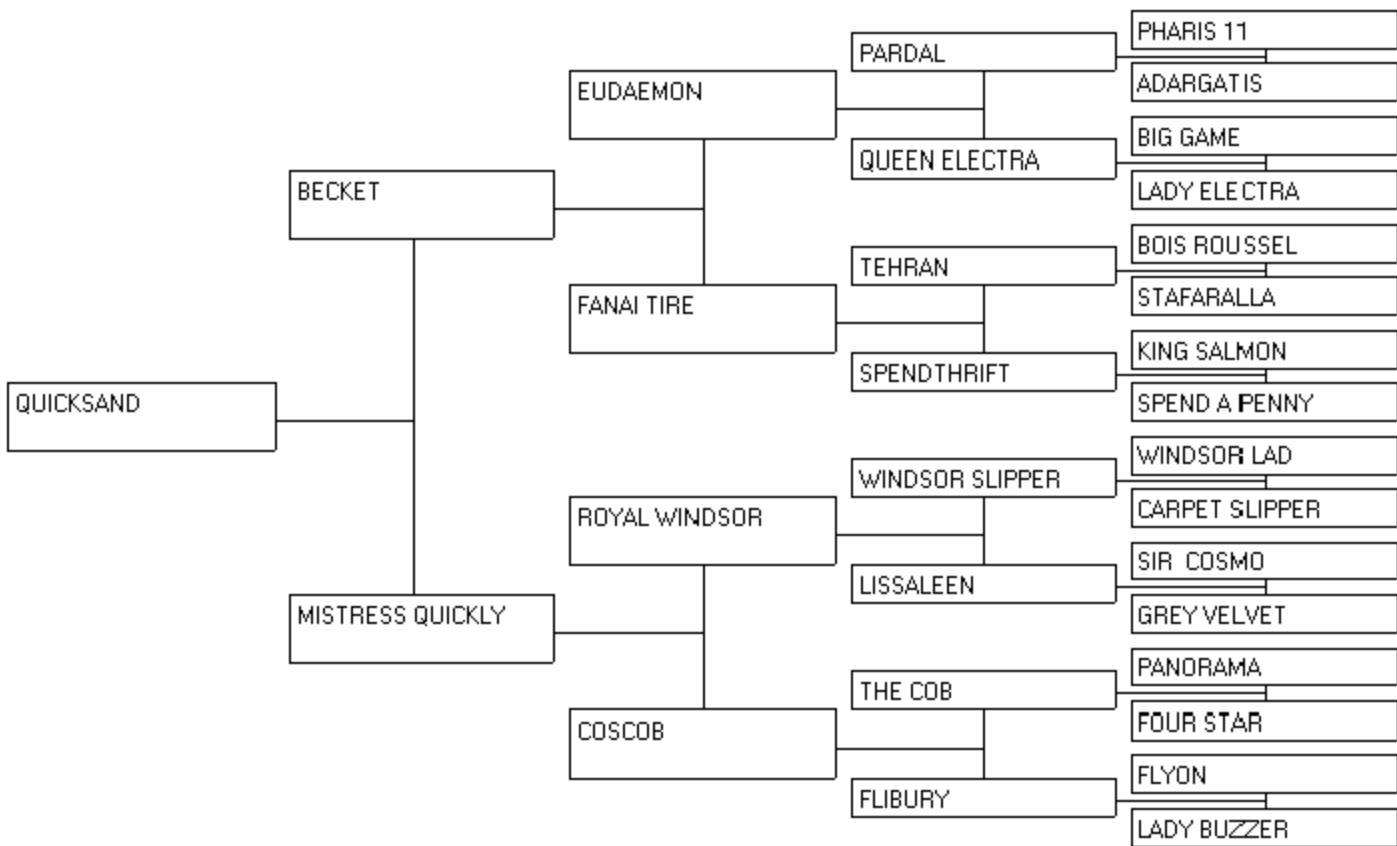 PHARIS 11
PARDAL
ADARGATIS
EUDAEMON
BIG GAME
QUEEN ELECTRA
LADY ELECTRA
BECKET
BOIS ROUSSEL
TEHRAN
STAFARALLA
FANAI TIRE
KING SALMON
SPENDTHRIFT
SPEND A PENNY
QUICKSAND
WINDSOR LAD
WINDSOR SLIPPER
CARPET SLIPPER
ROYAL WINDSOR
SIR COSMO
LISSALEEN
GREY VELVET
MISTRESS QUICKLY
PANORAMA
THE COB
FOUR STAR
COSCOB
FLYON
FLIBURY
LADY BUZZER